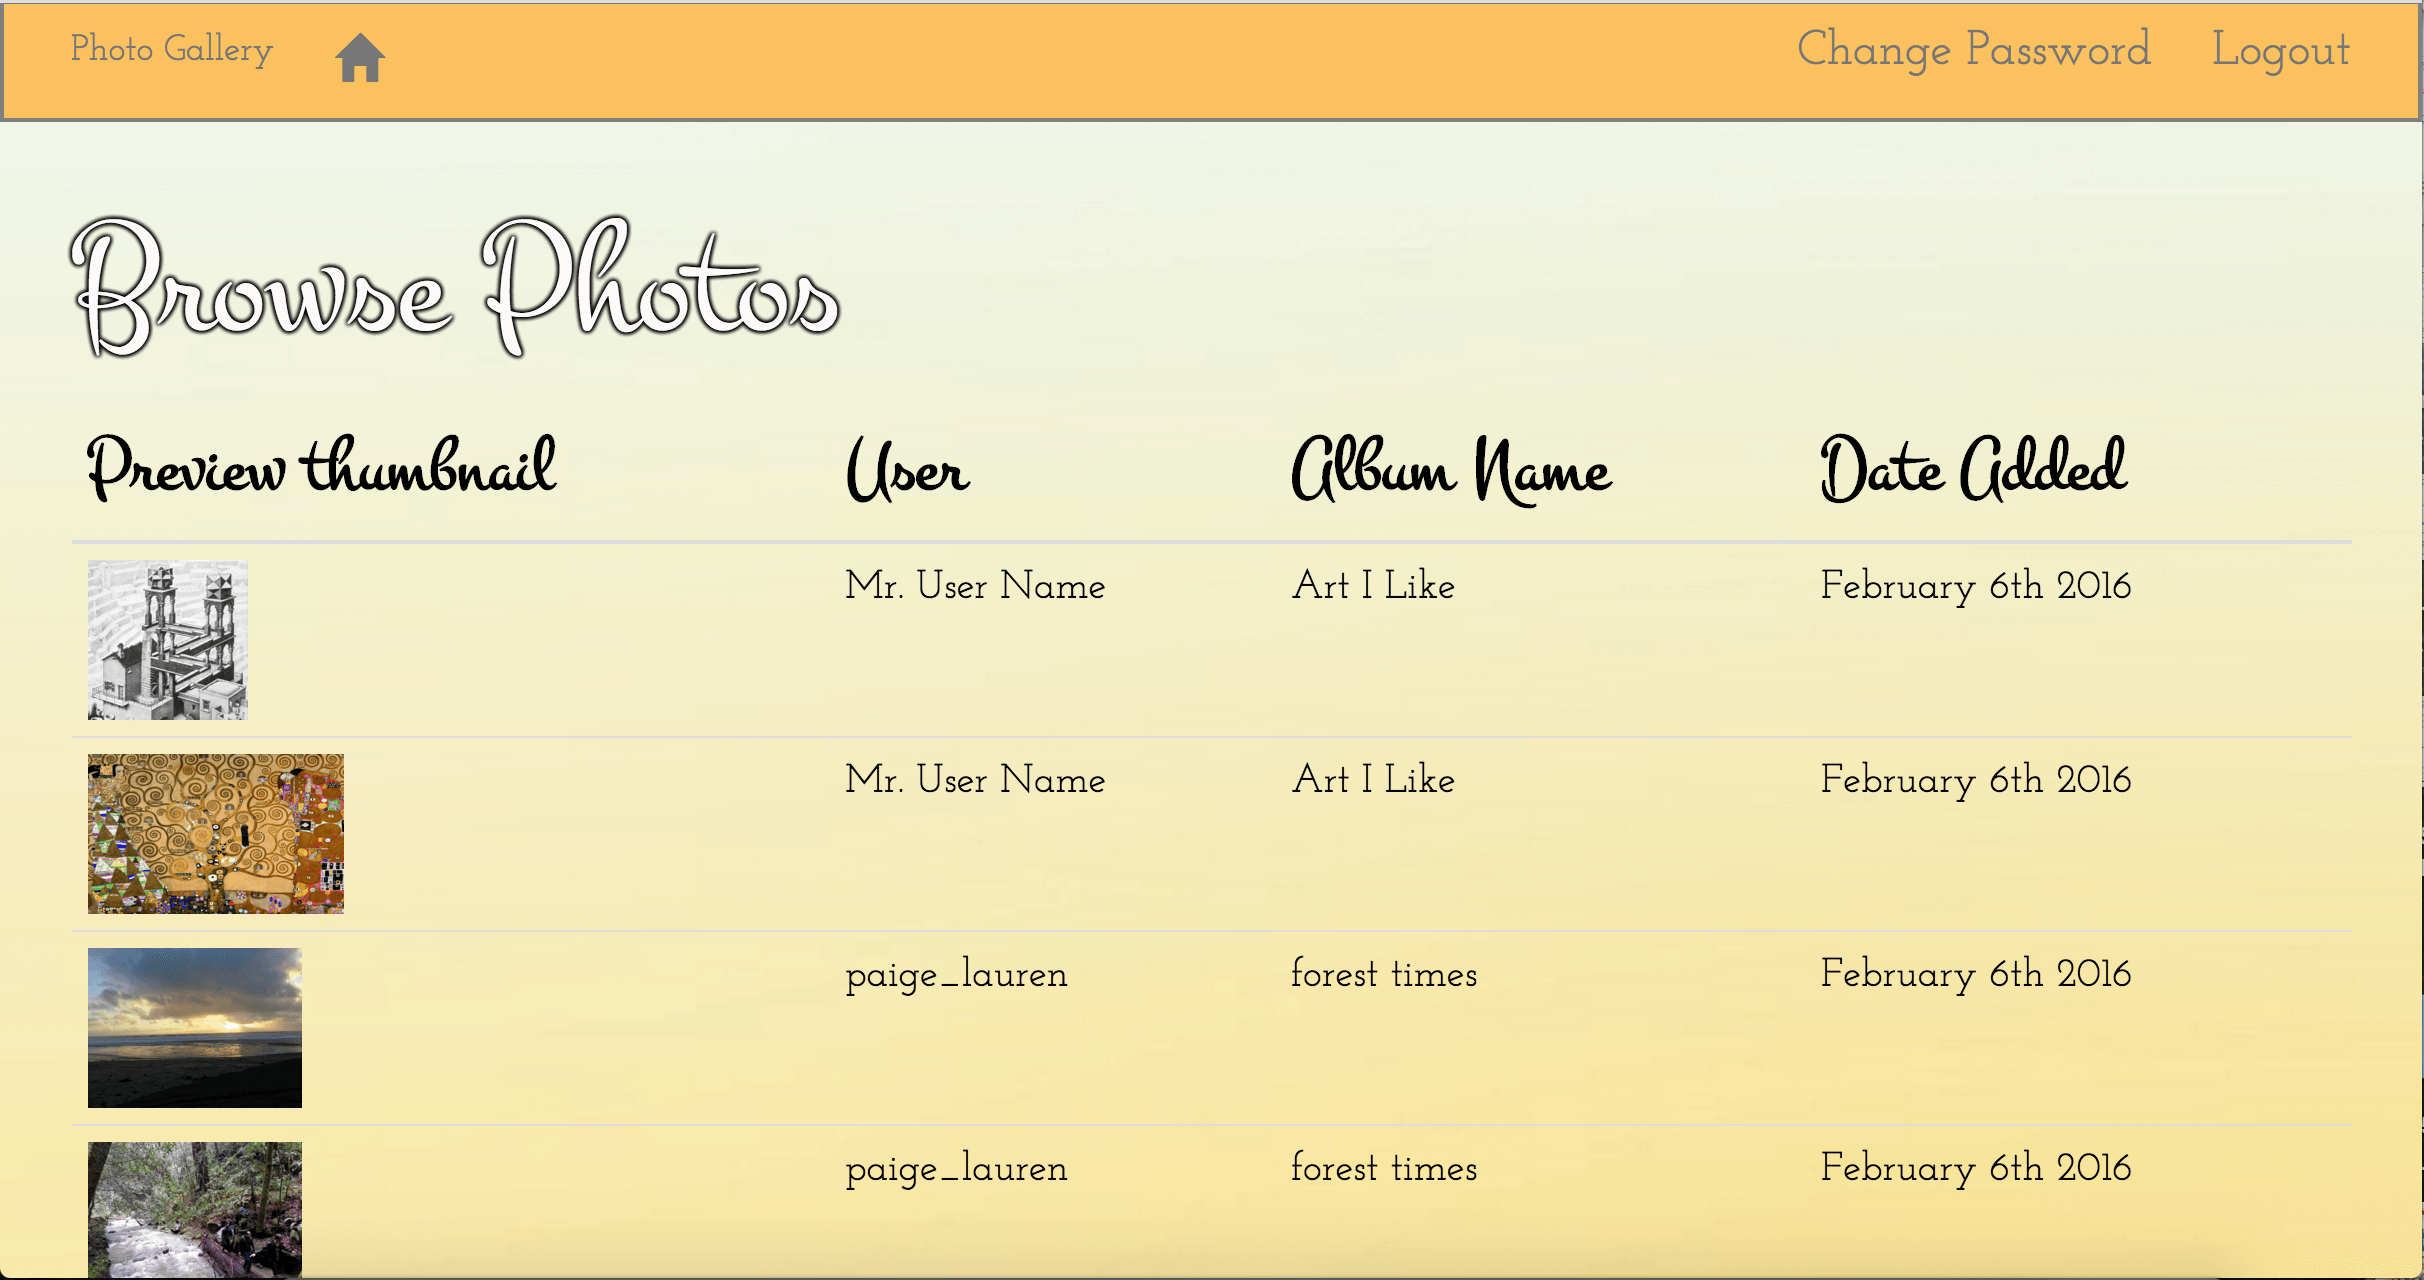 Photo Gallery Change Password Logout
Browse Photos
Preview thumbnail User Album Name Date Added
Mr. User Name Art I Like February 6th 2016
Mr. User Name Art I Like February 6th 2016
paige_lauren forest times February 6th 2016
paige_lauren forest times February 6th 2016